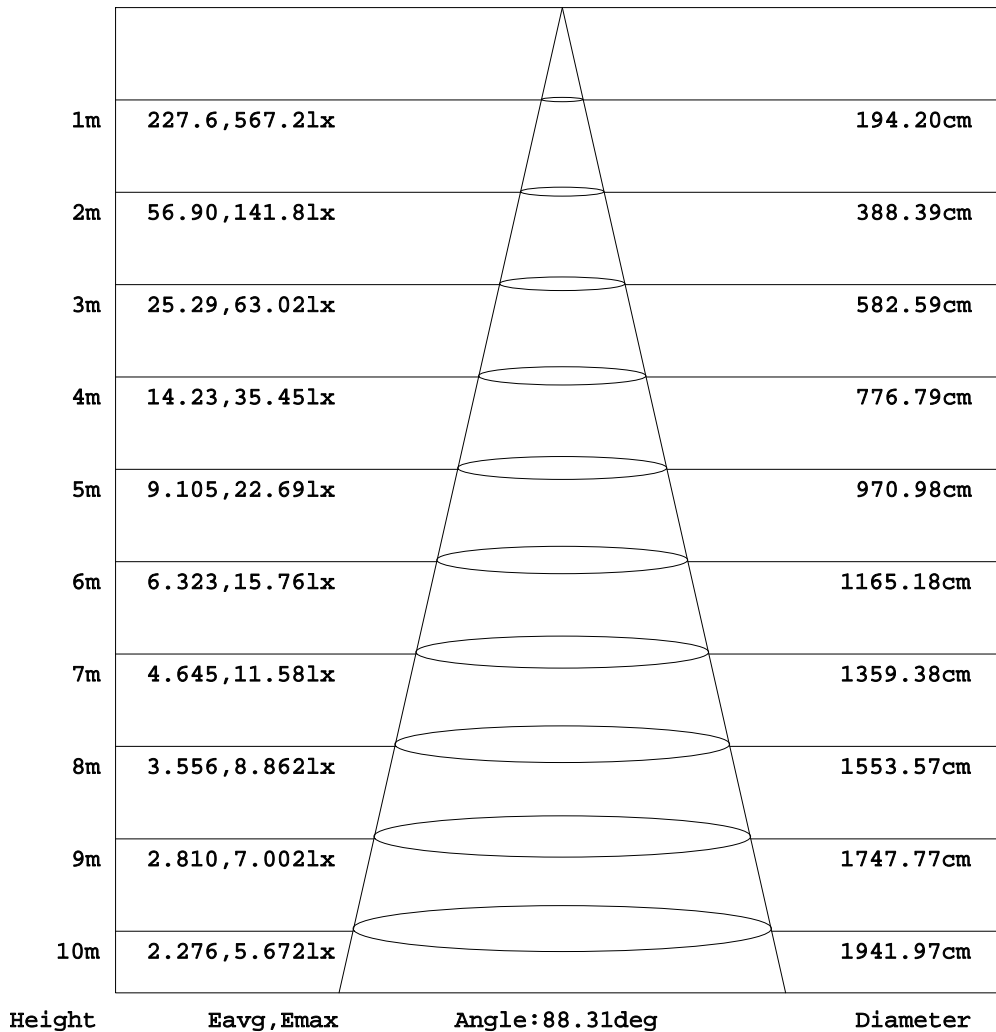 1m 227.6,567.2lx 194.20cm
2m 56.90,141.8lx 388.39cm
3m 25.29,63.02lx 582.59cm
4m 14.23,35.45lx 776.79cm
5m 9.105,22.69lx 970.98cm
6m 6.323,15.76lx 1165.18cm
7m 4.645,11.58lx 1359.38cm
8m 3.556,8.862lx 1553.57cm
9m 2.810,7.002lx 1747.77cm
10m 2.276,5.672lx 1941.97cm
Height Eavg,Emax Angle:88.31deg Diameter